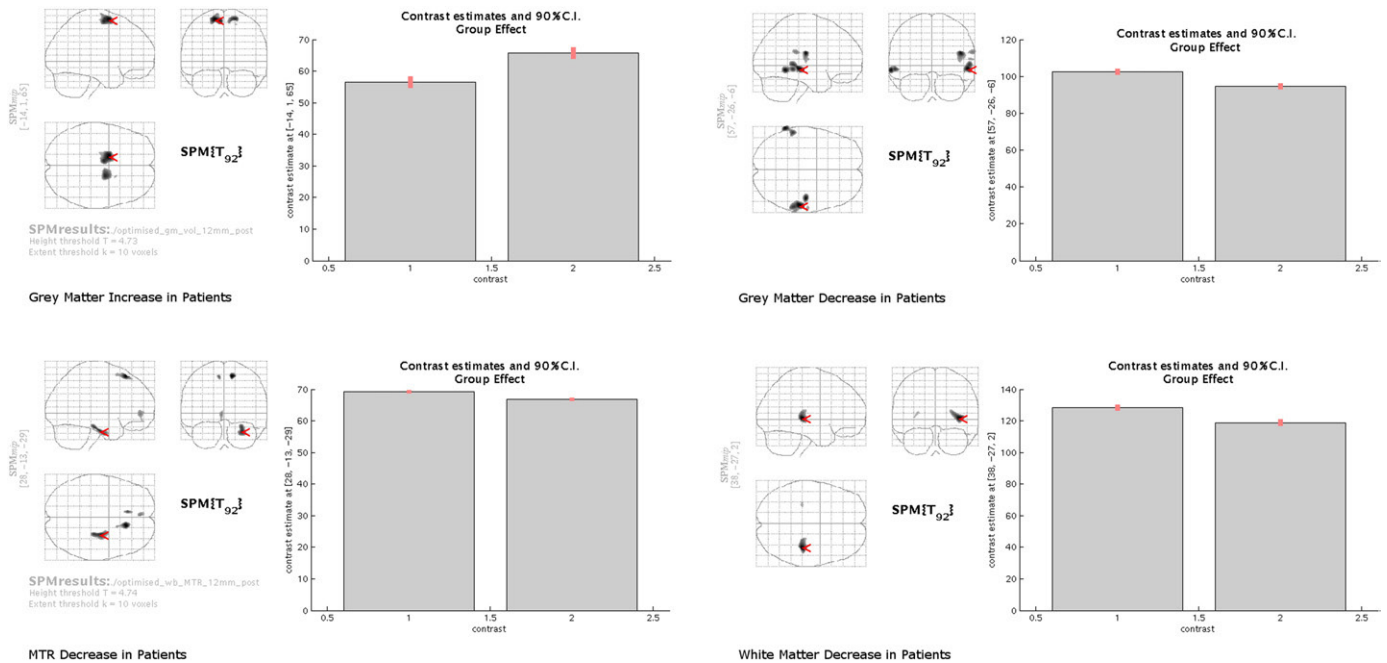 Contrast estimates and 90%C.I.
Group Effect
SPMmip
[-14, 1, 65]
SPM{T92}
contrast estimate at [-14, 1, 65]
70
60
50
40
30
20
10
0
0.5 1 1.5 2 2.5
contrast
SPMresults:./optimised_gm_vol_12mm_post
Height threshold T = 4.73
Extent threshold k = 10 voxels
Grey Matter Increase in Patients
Contrast estimates and 90%C.I.
Group Effect
SPMmip
[57, -26, -6]
SPM{T92}
contrast estimate at [57, -26, -6]
120
100
80
60
40
20
0
0.5 1 1.5 2 2.5
contrast
Grey Matter Decrease in Patients
Contrast estimates and 90%C.I.
Group Effect
SPMmip
[28, -13, -29]
SPM{T92}
contrast estimate at [28, -13, -29]
70
60
50
40
30
20
10
0
0.5 1 1.5 2 2.5
contrast
SPMresults:./optimised_wb_MTR_12mm_post
Height threshold T = 4.74
Extent threshold k = 10 voxels
MTR Decrease in Patients
Contrast estimates and 90%C.I.
Group Effect
SPMmip
[38, -27, 2]
SPM{T92}
contrast estimate at [38, -27, 2]
140
120
100
80
60
40
20
0
0.5 1 1.5 2 2.5
contrast
White Matter Decrease in Patients